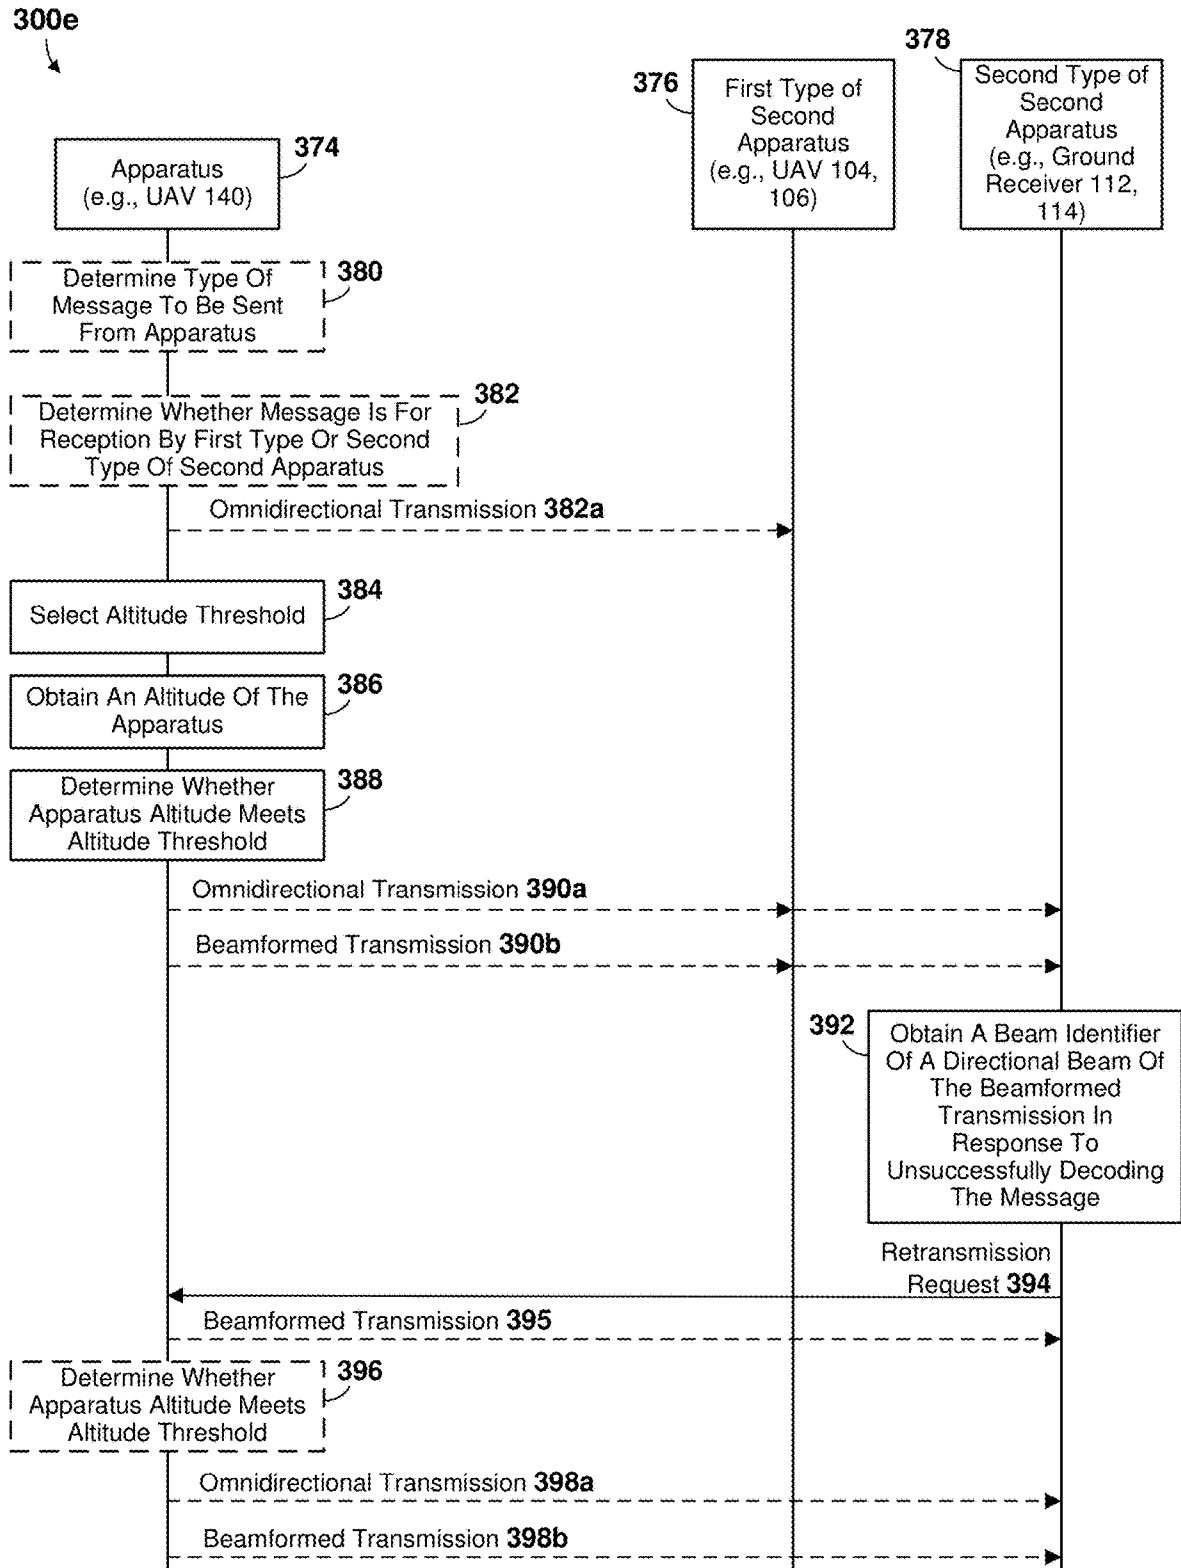 300e
378
376
First Type of
Second
Apparatus
(e.g., UAV 104,
106)
Second Type of
Second
Apparatus
(e.g., Ground
Receiver 112,
114)
374
Apparatus
(e.g., UAV 140)
380
Determine Type Of
Message To Be Sent
From Apparatus
382
Determine Whether Message Is For
Reception By First Type Or Second
Type Of Second Apparatus
Omnidirectional Transmission 382a
384
Select Altitude Threshold
386
Obtain An Altitude Of The
Apparatus
388
Determine Whether
Apparatus Altitude Meets
Altitude Threshold
Omnidirectional Transmission 390a
Beamformed Transmission 390b
392
Obtain A Beam Identifier
Of A Directional Beam Of
The Beamformed
Transmission In
Response To
Unsuccessfully Decoding
The Message
Retransmission
Request 394
Beamformed Transmission 395
396
Determine Whether
Apparatus Altitude Meets
Altitude Threshold
Omnidirectional Transmission 398a
Beamformed Transmission 398b